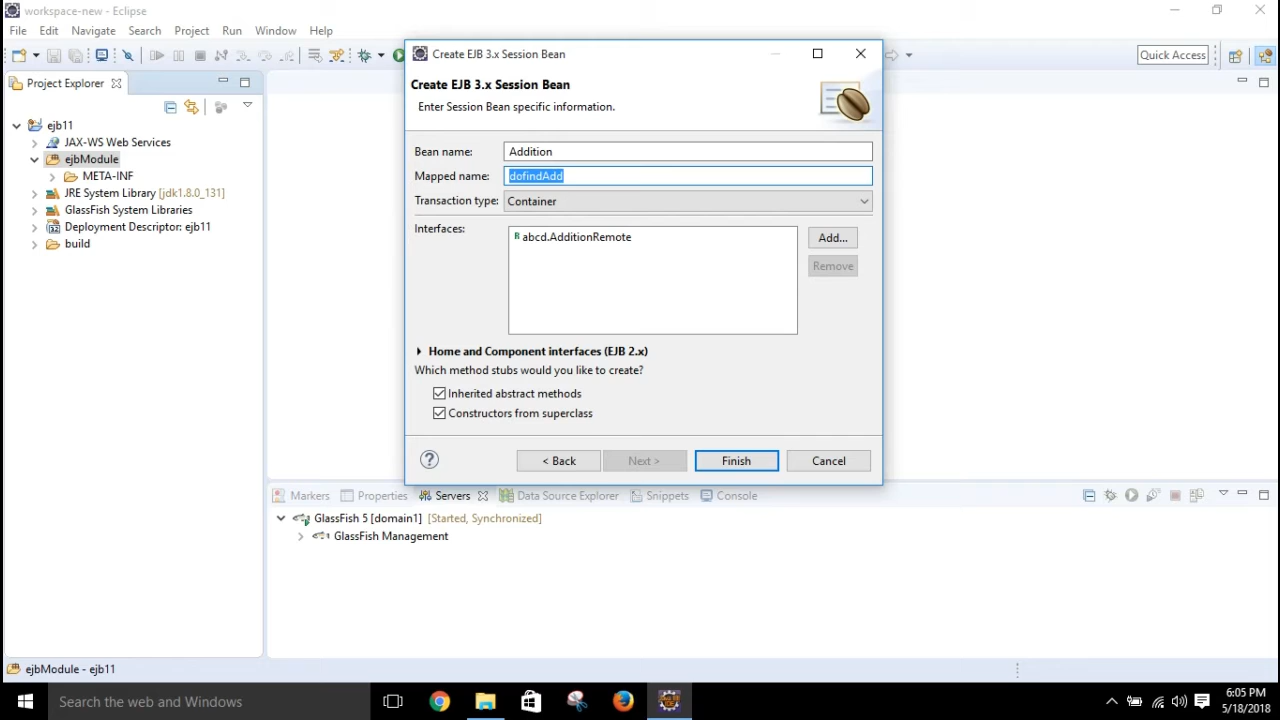 workspace-new - Eclipse
File Edit Navigate Search Project Run Window Help
Quick Access
Project Explorer
ejb11
JAX-WS Web Services
ejbModule
META-INF
JRE System Library [jdk1.8.0_131]
GlassFish System Libraries
Deployment Descriptor: ejb11
build
Create EJB 3.x Session Bean
Create EJB 3.x Session Bean
Enter Session Bean specific information.
Bean name: Addition
Mapped name: dofindAdd
Transaction type: Container
Interfaces: abcd.AdditionRemote
Add...
Remove
Home and Component interfaces (EJB 2.x)
Which method stubs would you like to create?
Inherited abstract methods
Constructors from superclass
< Back Next > Finish Cancel
Markers Properties Servers Data Source Explorer Snippets Console
GlassFish 5 [domain1] [Started, Synchronized]
GlassFish Management
ejbModule - ejb11
Search the web and Windows
6:05 PM
5/18/2018